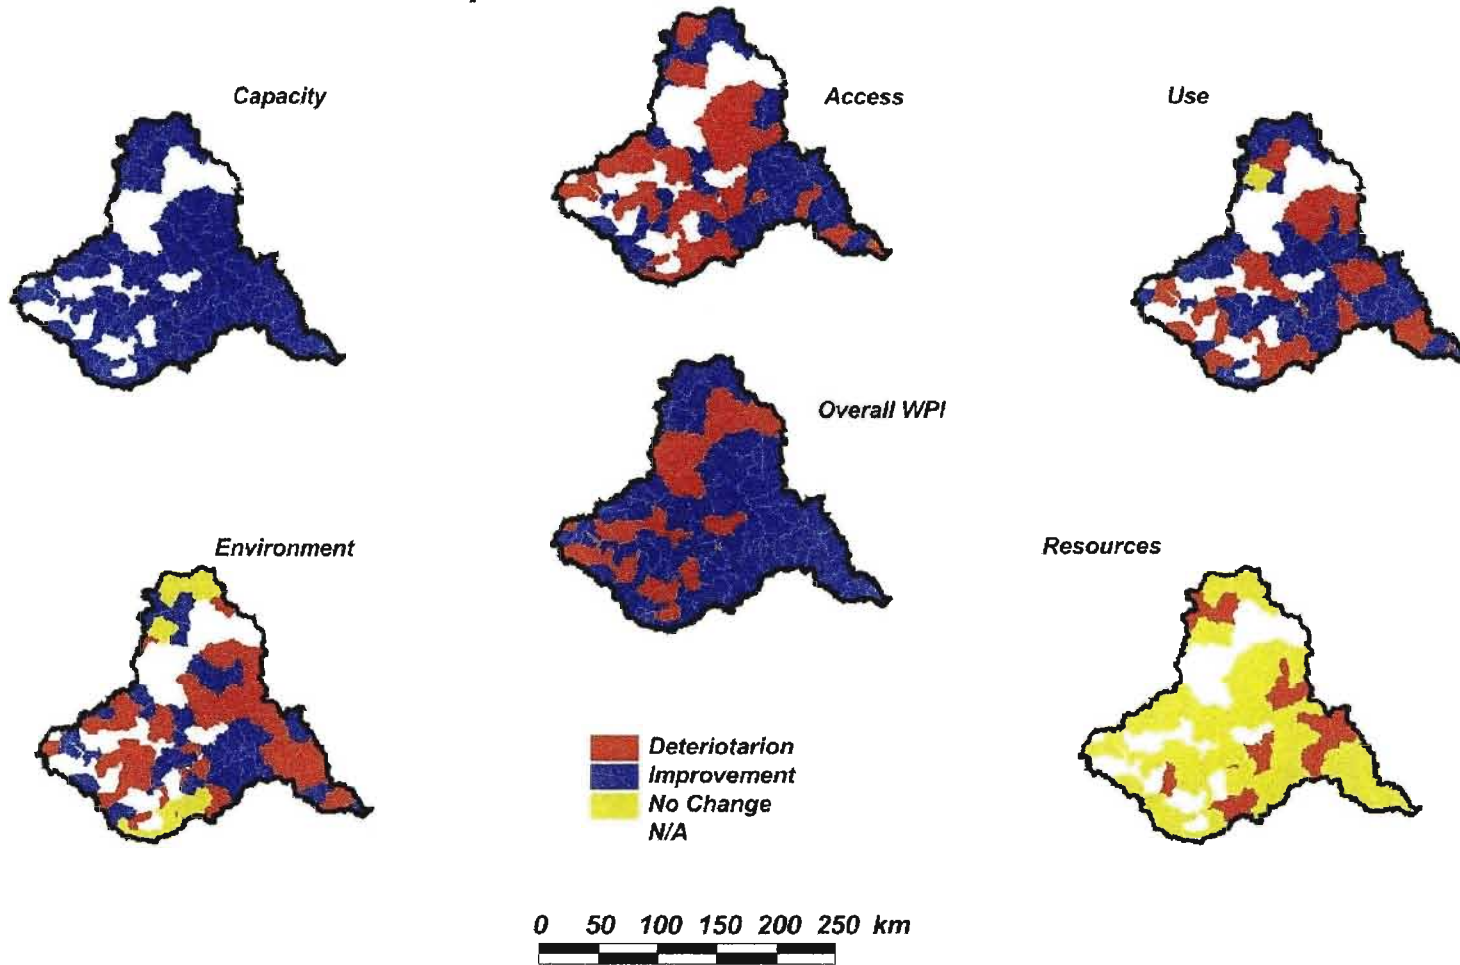 Capacity
Access
Use
Overall WPI
Environment
Resources
Deteriotarion
Improvement
No Change
N/A
0 50 100 150 200 250 km